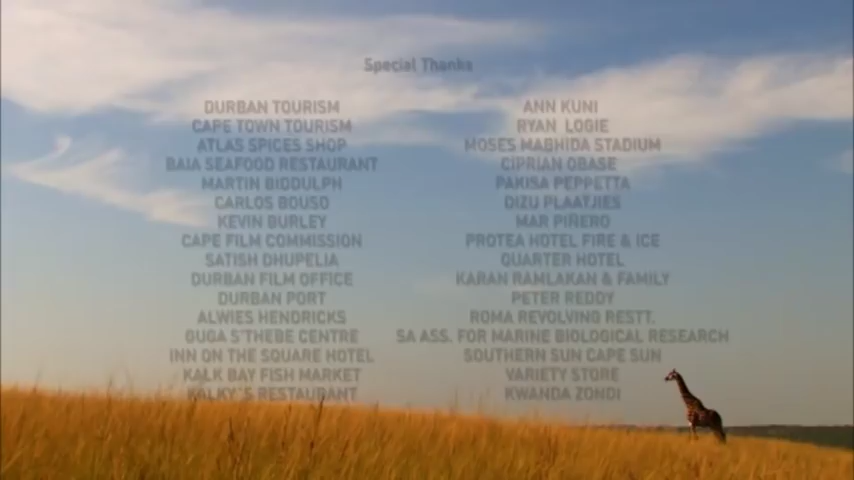 Special Thanks
DURBAN TOURISM
CAPE TOWN TOURISM
ATLAS SPICES SHOP
BAIA SEAFOOD RESTAURANT
MARTIN BIDDULPH
CARLOS BOUSO
KEVIN BURLEY
CAPE FILM COMMISSION
SATISH DHUPELIA
DURBAN FILM OFFICE
DURBAN PORT
ALWIES HENDRICKS
GUGA S'THEBE CENTRE
INN ON THE SQUARE HOTEL
KALK BAY FISH MARKET
KALKY´S RESTAURANT
ANN KUNI
RYAN LOGIE
MOSES MABHIDA STADIUM
CIPRIAN OBASE
PAKISA PEPPETTA
DIZU PLAATJIES
MAR PIÑERO
PROTEA HOTEL FIRE & ICE
QUARTER HOTEL
KARAN RAMLAKAN & FAMILY
PETER REDDY
ROMA REVOLVING RESTT.
SA ASS. FOR MARINE BIOLOGICAL RESEARCH
SOUTHERN SUN CAPE SUN
VARIETY STORE
KWANDA ZONDI